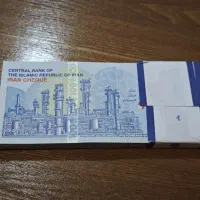 CENTRAL BANK OF
THE ISLAMIC REPUBLIC OF IRAN
IRAN CHEQUE